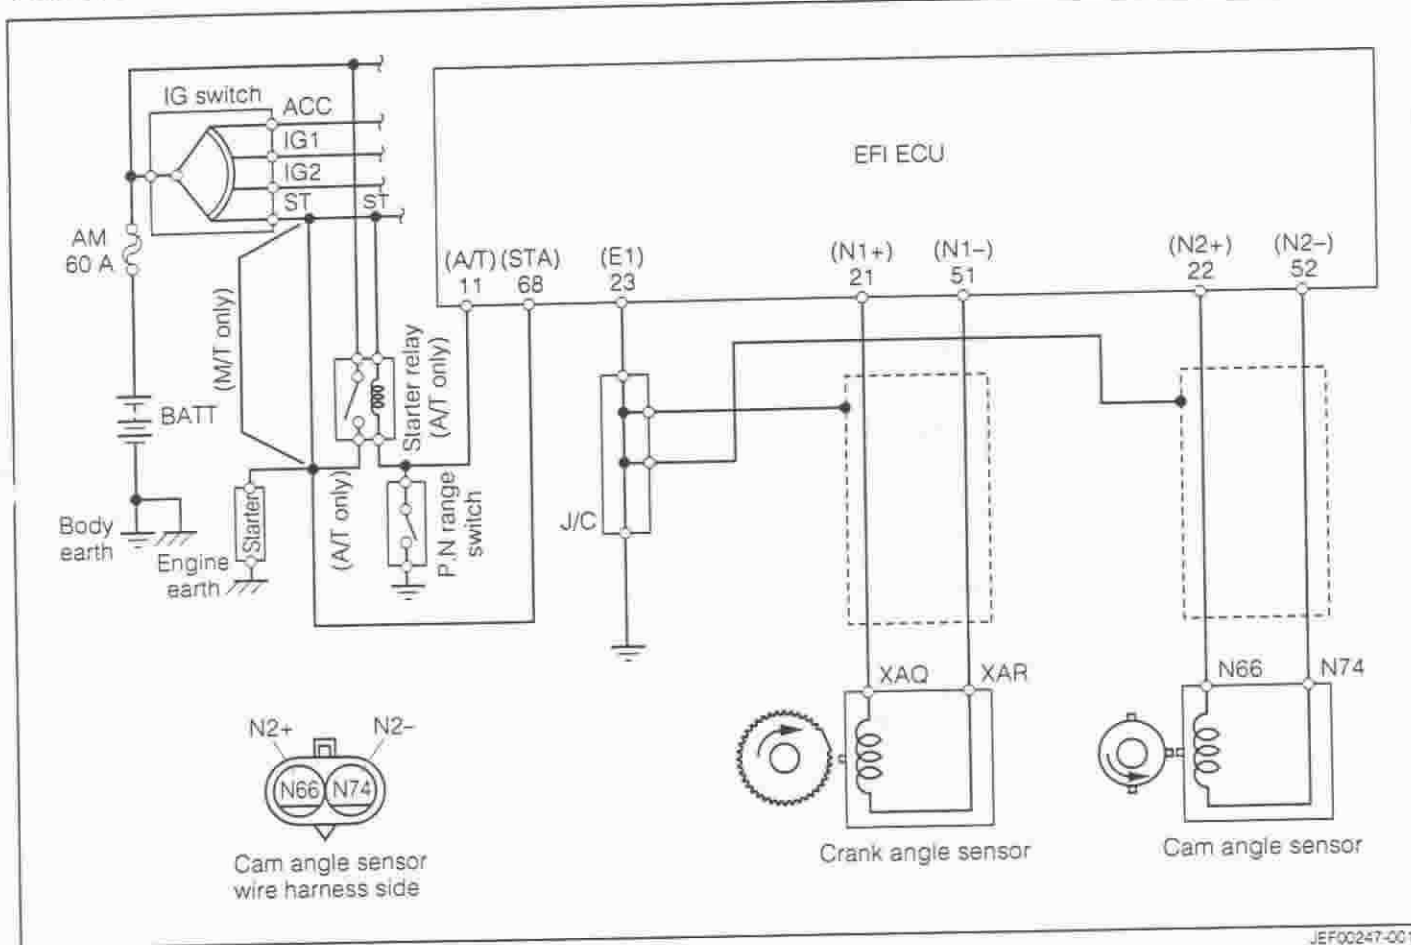 IG switch
ACC
IG1
IG2
ST
ST
AM
60 A
BATT
Body
earth
Engine
earth
Starter
(M/T only)
(A/T only)
Starter relay
(A/T only)
P.N range
switch
EFI ECU
(A/T)
11
(STA)
68
(E1)
23
(N1+)
21
(N1–)
51
(N2+)
22
(N2–)
52
J/C
XAQ
XAR
N66
N74
Crank angle sensor
Cam angle sensor
N2+
N2–
N66
N74
Cam angle sensor
wire harness side
JEF00247-001